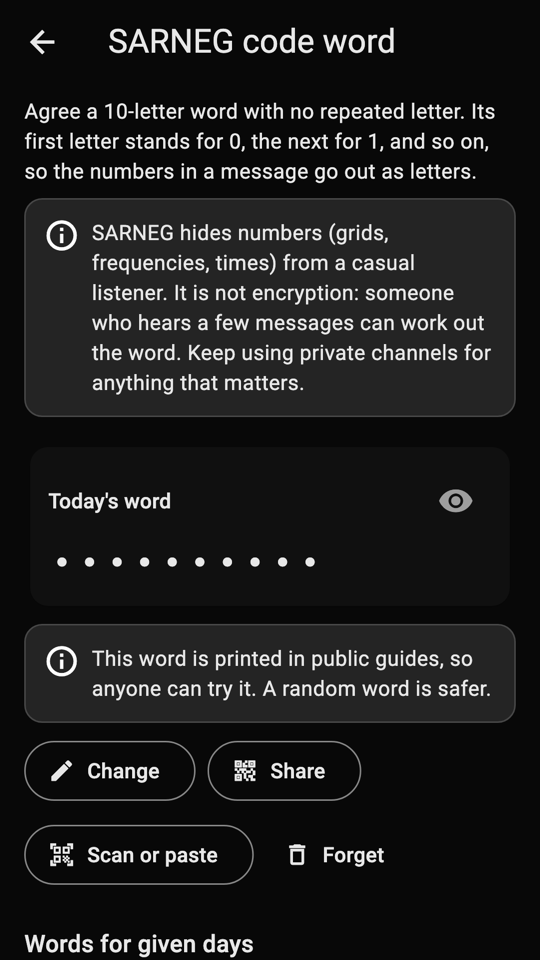 SARNEG code word
Agree a 10-letter word with no repeated letter. Its
first letter stands for 0, the next for 1, and so on,
so the numbers in a message go out as letters.
SARNEG hides numbers (grids,
frequencies, times) from a casual
listener. It is not encryption: someone
who hears a few messages can work out
the word. Keep using private channels for
anything that matters.
Today's word
• • • • • • • • • •
This word is printed in public guides, so
anyone can try it. A random word is safer.
Change
Share
Scan or paste
Forget
Words for given days